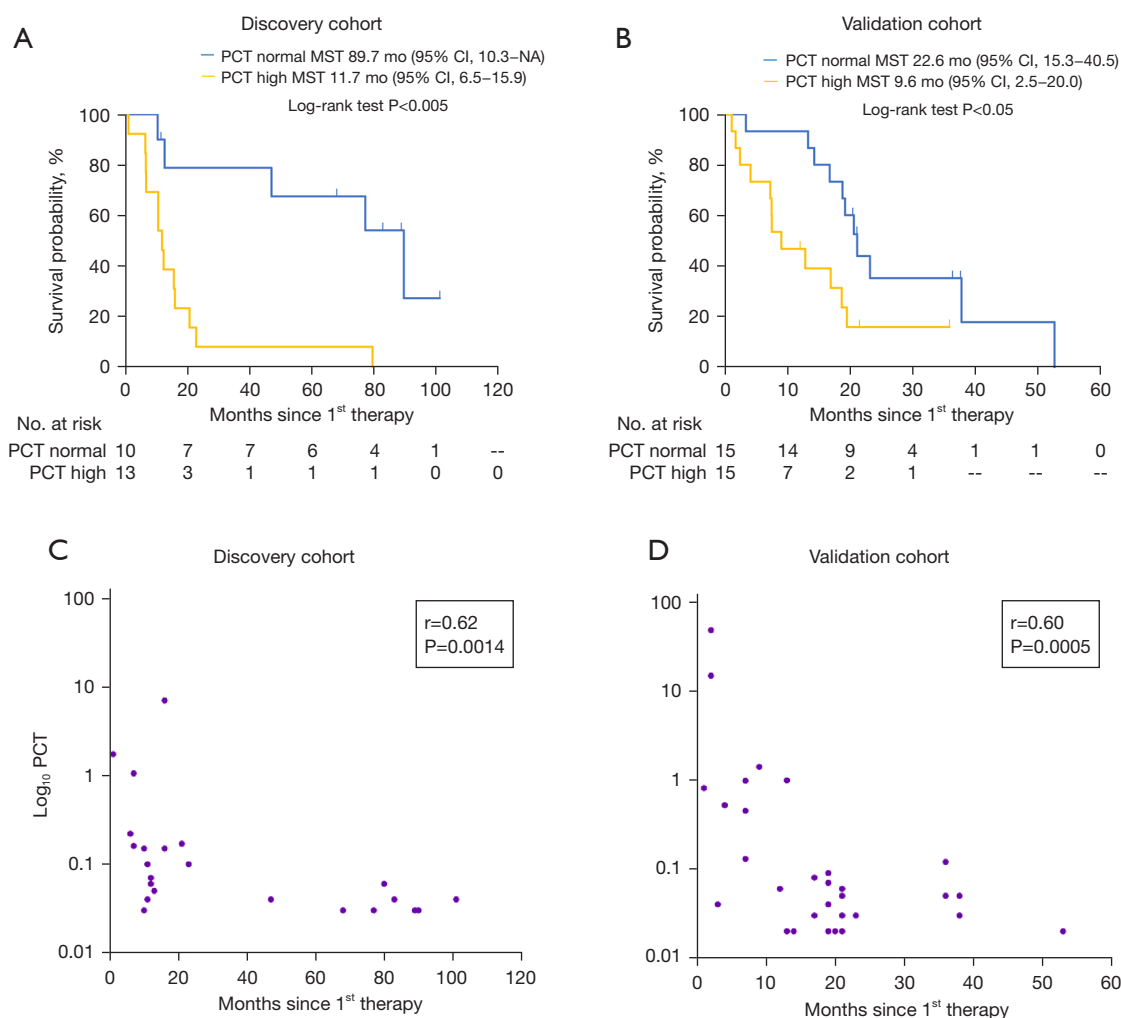 A
Discovery cohort
PCT normal MST 89.7 mo (95% CI, 10.3–NA)
PCT high MST 11.7 mo (95% CI, 6.5–15.9)
Log-rank test P<0.005
Survival probability, %
100
80
60
40
20
0
0 20 40 60 80 100 120
Months since 1st therapy
No. at risk
PCT normal 10 7 7 6 4 1 --
PCT high 13 3 1 1 1 0 0
B
Validation cohort
PCT normal MST 22.6 mo (95% CI, 15.3–40.5)
PCT high MST 9.6 mo (95% CI, 2.5–20.0)
Log-rank test P<0.05
Survival probability, %
100
80
60
40
20
0
0 10 20 30 40 50 60
Months since 1st therapy
No. at risk
PCT normal 15 14 9 4 1 1 0
PCT high 15 7 2 1 -- -- --
C
Discovery cohort
r=0.62
P=0.0014
Log10 PCT
100
10
1
0.1
0.01
0 20 40 60 80 100 120
Months since 1st therapy
D
Validation cohort
r=0.60
P=0.0005
100
10
1
0.1
0.01
0 10 20 30 40 50 60
Months since 1st therapy